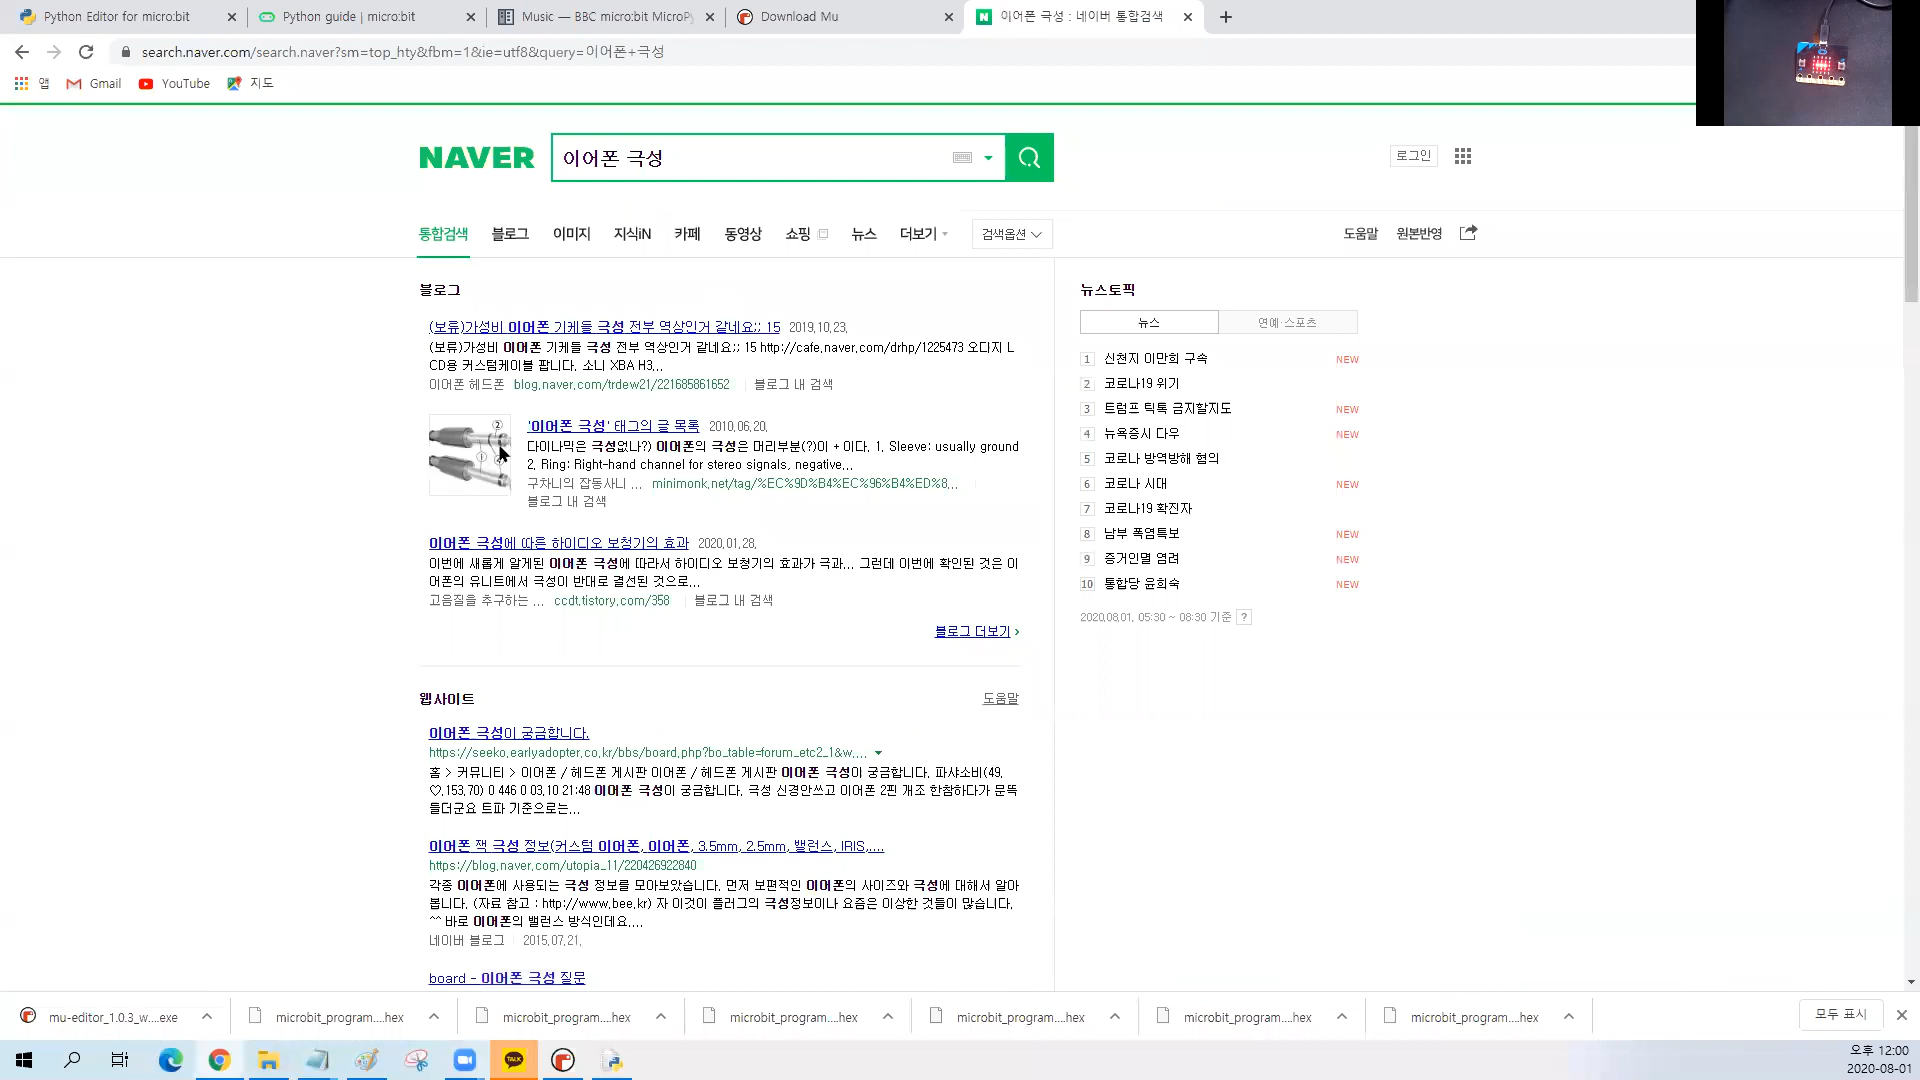 Python Editor for micro:bit
Python guide | micro:bit
Music — BBC micro:bit MicroPy
Download Mu
이어폰 극성 : 네이버 통합검색
search.naver.com/search.naver?sm=top_hty&fbm=1&ie=utf8&query=이어폰+극성
앱
Gmail
YouTube
지도
NAVER
이어폰 극성
로그인
통합검색
블로그
이미지
지식iN
카페
동영상
쇼핑
뉴스
더보기
검색옵션
도움말
원본반영
블로그
(보류)가성비 이어폰 기케들 극성 전부 역상인거 같네요;; 15 2019.10.23.
(보류)가성비 이어폰 기케들 극성 전부 역상인거 같네요;; 15 http://cafe.naver.com/drhp/1225473 오디지 L
CD용 커스텀케이블 팝니다. 소니 XBA H3...
이어폰 헤드폰 blog.naver.com/trdew21/221685861652 블로그 내 검색
'이어폰 극성' 태그의 글 목록 2010.06.20.
다이나믹은 극성없나?) 이어폰의 극성은 머리부분(?)이 + 이다. 1. Sleeve: usually ground
2. Ring: Right-hand channel for stereo signals, negative...
구차니의 잡동사니 ... minimonk.net/tag/%EC%9D%B4%EC%96%B4%ED%8...
블로그 내 검색
이어폰 극성에 따른 하이디오 보청기의 효과 2020.01.28.
이번에 새롭게 알게된 이어폰 극성에 따라서 하이디오 보청기의 효과가 극과... 그런데 이번에 확인된 것은 이
어폰의 유니트에서 극성이 반대로 결선된 것으로...
고음질을 추구하는 ... ccdt.tistory.com/358 블로그 내 검색
블로그 더보기 ›
웹사이트
도움말
이어폰 극성이 궁금합니다.
https://seeko.earlyadopter.co.kr/bbs/board.php?bo_table=forum_etc2_1&w....
홈 > 커뮤니티 > 이어폰 / 헤드폰 게시판 이어폰 / 헤드폰 게시판 이어폰 극성이 궁금합니다. 파샤소비(49.
♡.153.70) 0 446 0 03.10 21:48 이어폰 극성이 궁금합니다. 극성 신경안쓰고 이어폰 2핀 개조 한참하다가 문뜩
들더군요 트파 기준으로는...
이어폰 잭 극성 정보(커스텀 이어폰, 이어폰, 3.5mm, 2.5mm, 밸런스, IRIS,....
https://blog.naver.com/utopia_11/220426922840
각종 이어폰에 사용되는 극성 정보를 모아보았습니다. 먼저 보편적인 이어폰의 사이즈와 극성에 대해서 알아
봅니다. (자료 참고 : http://www.bee.kr) 자 이것이 플러그의 극성정보이나 요즘은 이상한 것들이 많습니다.
^^ 바로 이어폰의 밸런스 방식인데요....
네이버 블로그 2015.07.21.
board - 이어폰 극성 질문
뉴스토픽
뉴스
연예·스포츠
1 신천지 이만희 구속 NEW
2 코로나19 위기
3 트럼프 틱톡 금지할지도 NEW
4 뉴욕증시 다우 NEW
5 코로나 방역방해 혐의
6 코로나 시대 NEW
7 코로나19 확진자
8 남부 폭염특보 NEW
9 증거인멸 염려 NEW
10 통합당 윤희숙 NEW
2020.08.01. 05:30 ~ 08:30 기준 ?
mu-editor_1.0.3_w....exe
microbit_program....hex
microbit_program....hex
microbit_program....hex
microbit_program....hex
microbit_program....hex
microbit_program....hex
모두 표시
TALK
오후 12:00
2020-08-01